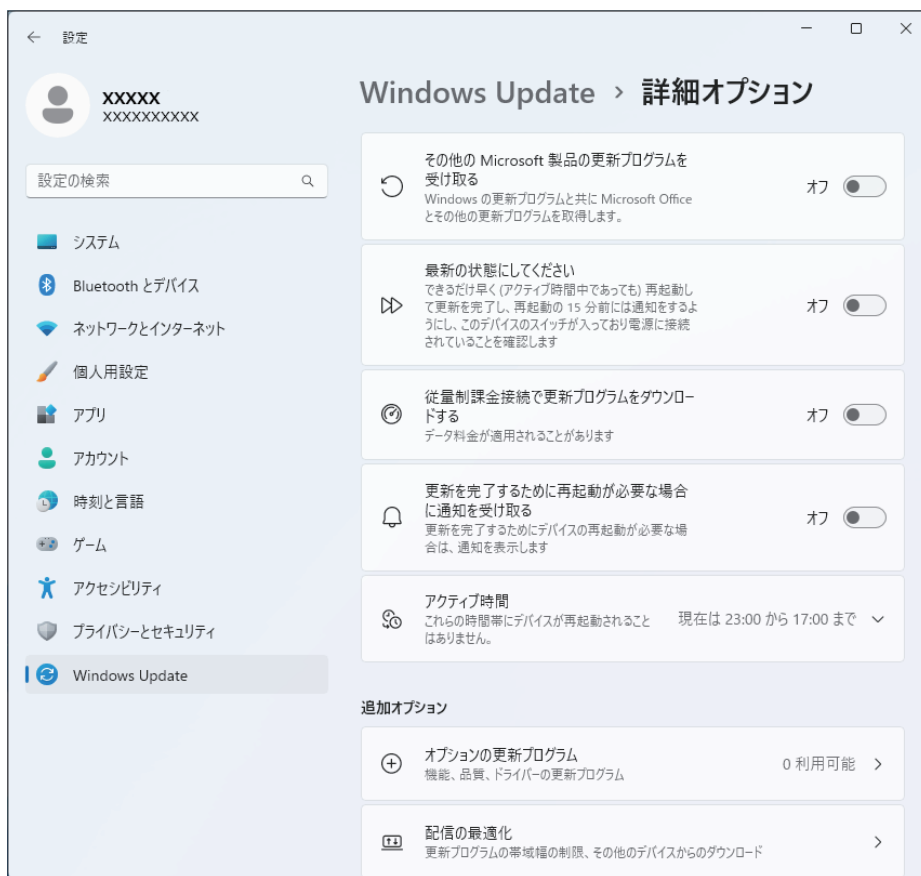 設定
XXXXX
XXXXXXXXXX
設定の検索
システム
Bluetooth とデバイス
ネットワークとインターネット
個人用設定
アプリ
アカウント
時刻と言語
ゲーム
アクセシビリティ
プライバシーとセキュリティ
Windows Update
Windows Update › 詳細オプション
その他の Microsoft 製品の更新プログラムを
受け取る
Windows の更新プログラムと共に Microsoft Office
とその他の更新プログラムを取得します。
オフ
最新の状態にしてください
できるだけ早く (アクティブ時間中であっても) 再起動し
て更新を完了し、再起動の 15 分前には通知をするよ
うにし、このデバイスのスイッチが入っており電源に接続
されていることを確認します
オフ
従量制課金接続で更新プログラムをダウンロー
ドする
データ料金が適用されることがあります
オフ
更新を完了するために再起動が必要な場合
に通知を受け取る
更新を完了するためにデバイスの再起動が必要な場
合は、通知を表示します
オフ
アクティブ時間
これらの時間帯にデバイスが再起動されること
はありません。
現在は 23:00 から 17:00 まで
追加オプション
オプションの更新プログラム
機能、品質、ドライバーの更新プログラム
0 利用可能
配信の最適化
更新プログラムの帯域幅の制限、その他のデバイスからのダウンロード